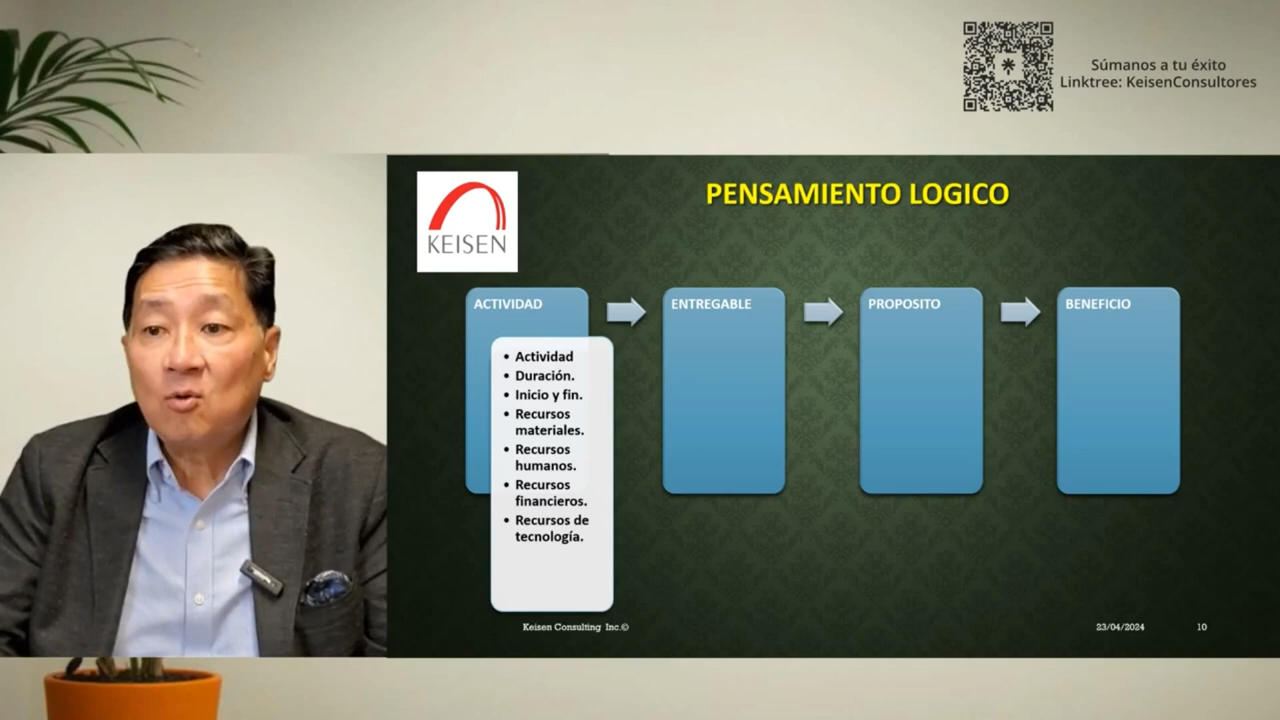 Súmanos a tu éxito
Linktree: KeisenConsultores
KEISEN
PENSAMIENTO LOGICO
ACTIVIDAD
• Actividad
• Duración.
• Inicio y fin.
• Recursos
materiales.
• Recursos
humanos.
• Recursos
financieros.
• Recursos de
tecnología.
ENTREGABLE
PROPOSITO
BENEFICIO
Keisen Consulting Inc.©
23/04/2024
10